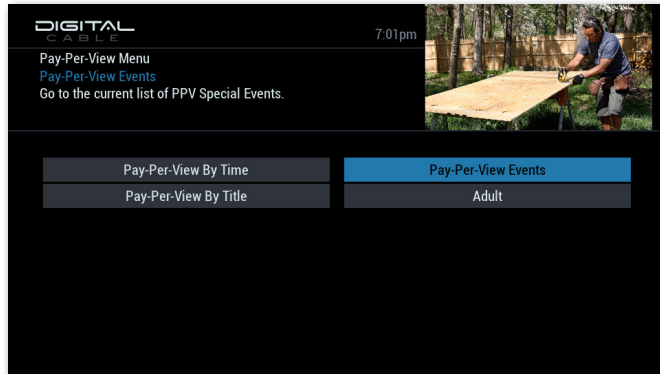 DIGITAL
CABLE
7:01pm
Pay-Per-View Menu
Pay-Per-View Events
Go to the current list of PPV Special Events.
Pay-Per-View By Time
Pay-Per-View Events
Pay-Per-View By Title
Adult